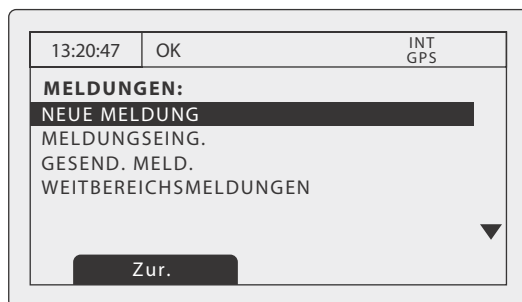 13:20:47 OK INT
GPS
MELDUNGEN:
NEUE MELDUNG
MELDUNGSEING.
GESEND. MELD.
WEITBEREICHSMELDUNGEN
Zur.